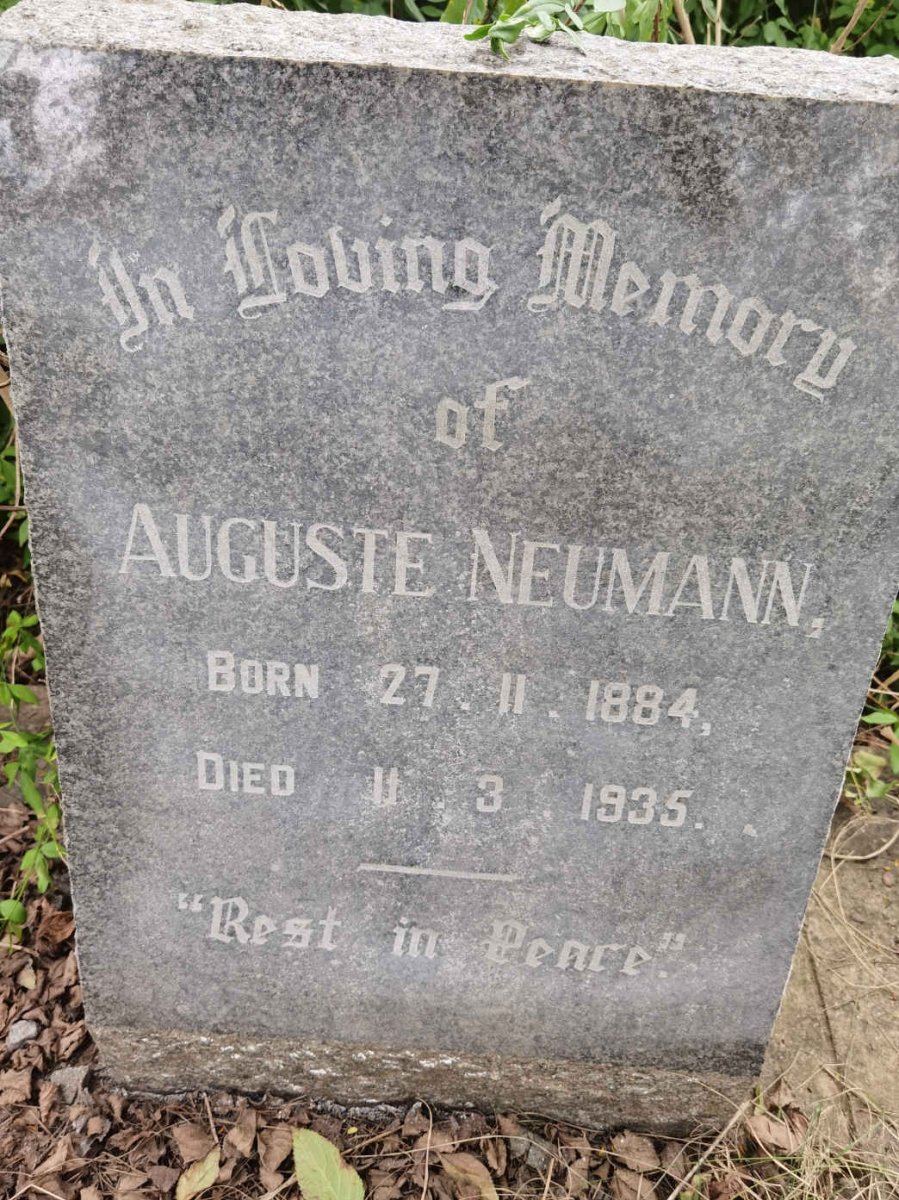 In Loving Memory
of
AUGUSTE NEUMANN,
BORN 27.11.1884,
DIED 11.3.1935.
"Rest in Peace"